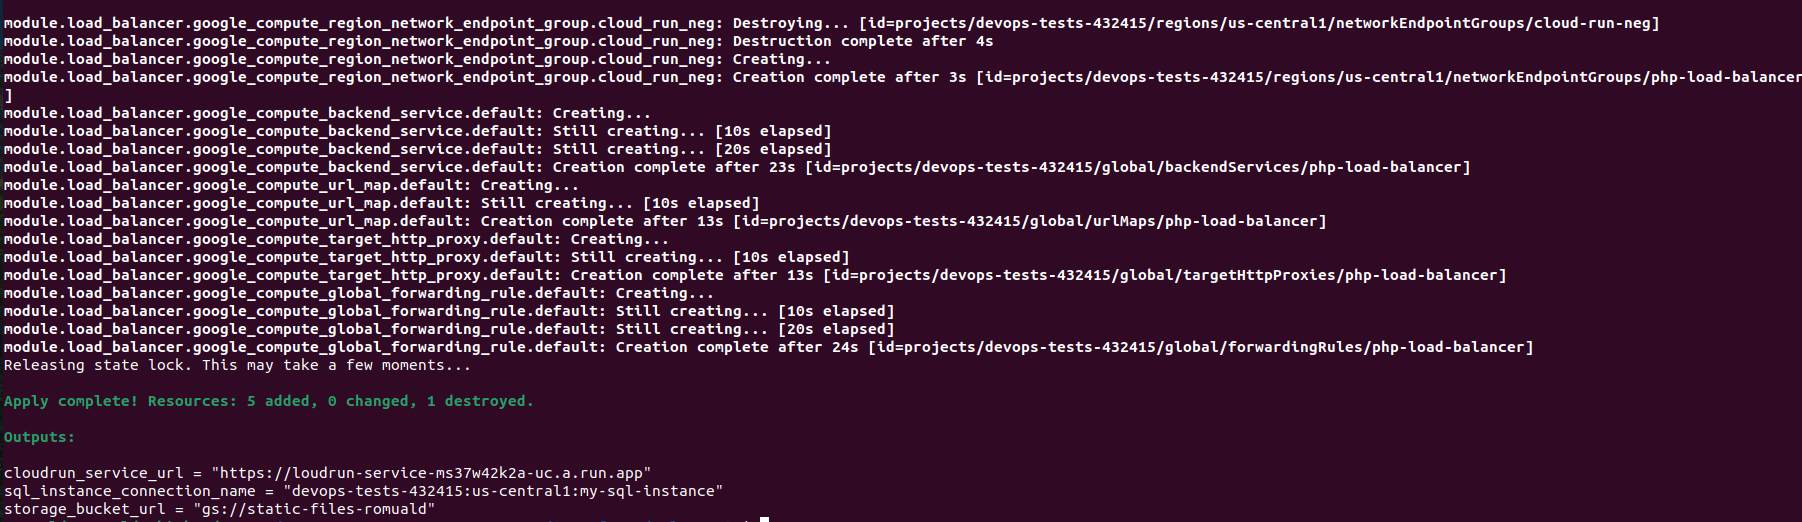 module.load_balancer.google_compute_region_network_endpoint_group.cloud_run_neg: Destroying... [id=projects/devops-tests-432415/regions/us-central1/networkEndpointGroups/cloud-run-neg]
module.load_balancer.google_compute_region_network_endpoint_group.cloud_run_neg: Destruction complete after 4s
module.load_balancer.google_compute_region_network_endpoint_group.cloud_run_neg: Creating...
module.load_balancer.google_compute_region_network_endpoint_group.cloud_run_neg: Creation complete after 3s [id=projects/devops-tests-432415/regions/us-central1/networkEndpointGroups/php-load-balancer
]
module.load_balancer.google_compute_backend_service.default: Creating...
module.load_balancer.google_compute_backend_service.default: Still creating... [10s elapsed]
module.load_balancer.google_compute_backend_service.default: Still creating... [20s elapsed]
module.load_balancer.google_compute_backend_service.default: Creation complete after 23s [id=projects/devops-tests-432415/global/backendServices/php-load-balancer]
module.load_balancer.google_compute_url_map.default: Creating...
module.load_balancer.google_compute_url_map.default: Still creating... [10s elapsed]
module.load_balancer.google_compute_url_map.default: Creation complete after 13s [id=projects/devops-tests-432415/global/urlMaps/php-load-balancer]
module.load_balancer.google_compute_target_http_proxy.default: Creating...
module.load_balancer.google_compute_target_http_proxy.default: Still creating... [10s elapsed]
module.load_balancer.google_compute_target_http_proxy.default: Creation complete after 13s [id=projects/devops-tests-432415/global/targetHttpProxies/php-load-balancer]
module.load_balancer.google_compute_global_forwarding_rule.default: Creating...
module.load_balancer.google_compute_global_forwarding_rule.default: Still creating... [10s elapsed]
module.load_balancer.google_compute_global_forwarding_rule.default: Still creating... [20s elapsed]
module.load_balancer.google_compute_global_forwarding_rule.default: Creation complete after 24s [id=projects/devops-tests-432415/global/forwardingRules/php-load-balancer]
Releasing state lock. This may take a few moments...
Apply complete! Resources: 5 added, 0 changed, 1 destroyed.
Outputs:
cloudrun_service_url = "https://loudrun-service-ms37w42k2a-uc.a.run.app"
sql_instance_connection_name = "devops-tests-432415:us-central1:my-sql-instance"
storage_bucket_url = "gs://static-files-romuald"